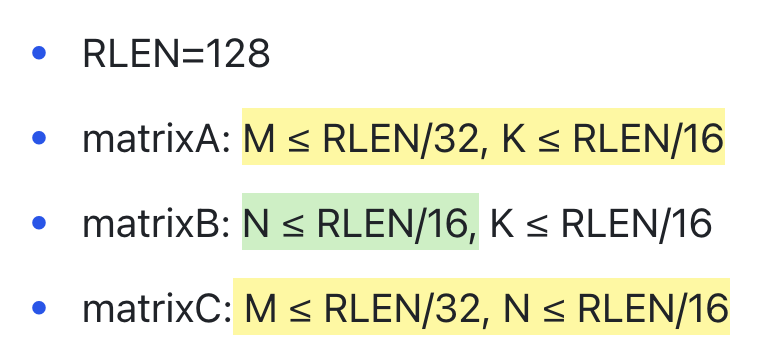 RLEN=128
matrixA: M ≤ RLEN/32, K ≤ RLEN/16
matrixB: N ≤ RLEN/16, K ≤ RLEN/16
matrixC: M ≤ RLEN/32, N ≤ RLEN/16